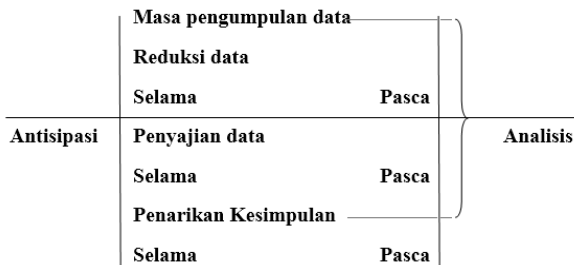 Masa pengumpulan data
Reduksi data
Selama Pasca
Antisipasi Penyajian data Analisis
Selama Pasca
Penarikan Kesimpulan
Selama Pasca